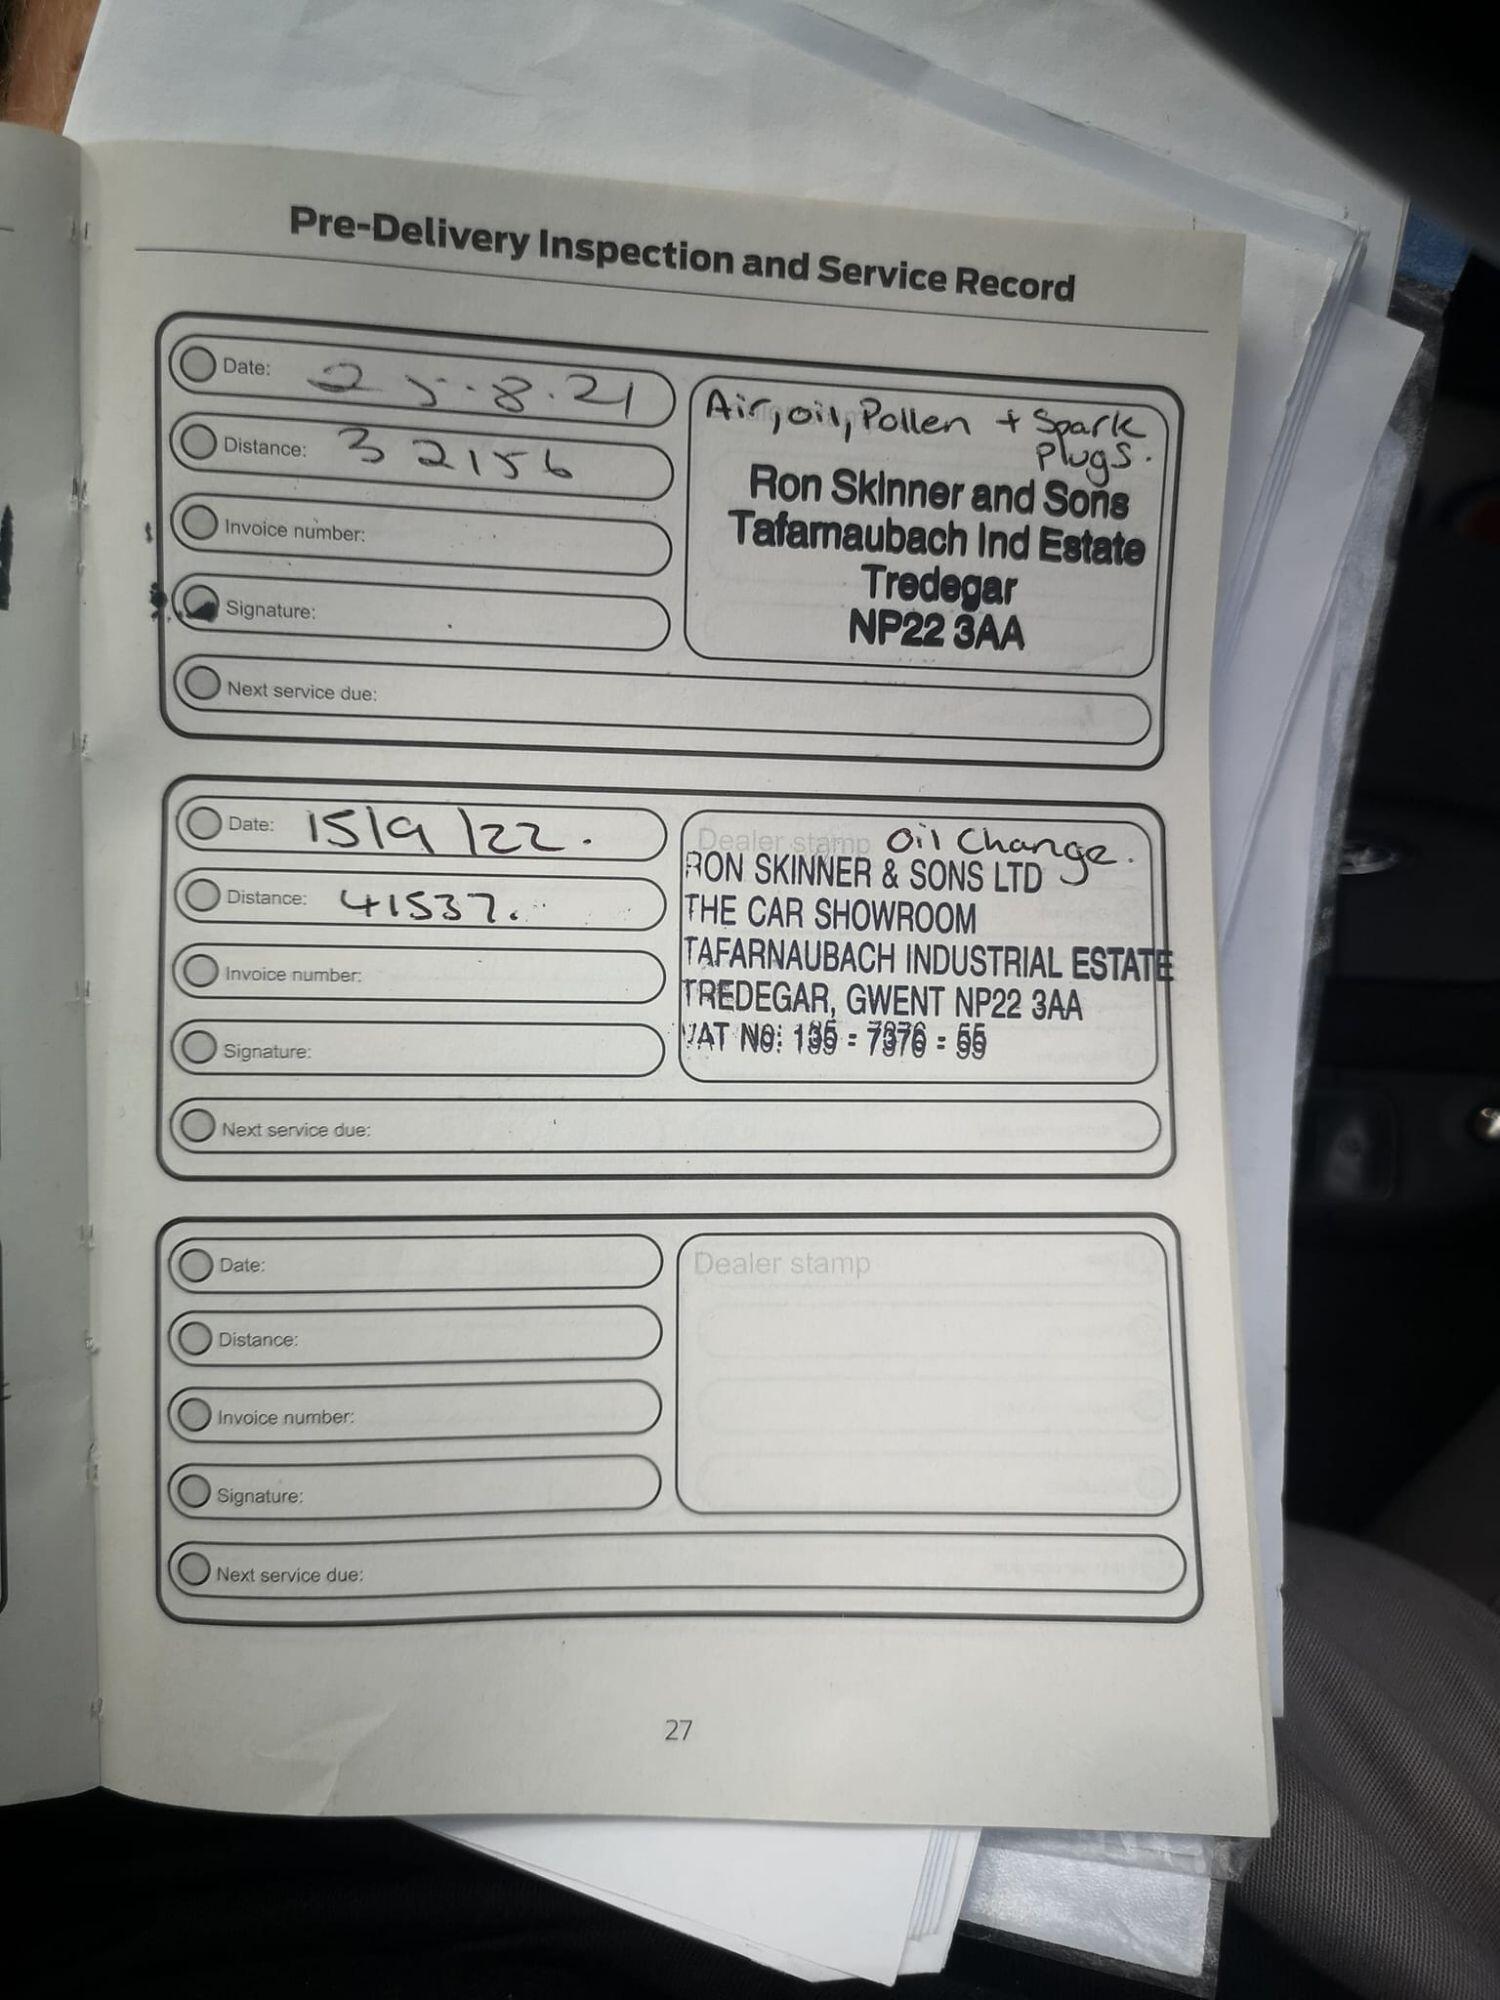 Pre-Delivery Inspection and Service Record
Date: 25.8.21
Distance: 32156
Invoice number:
Signature:
Next service due:
Air, oil, Pollen + Spark
Plugs.
Ron Skinner and Sons
Tafarnaubach Ind Estate
Tredegar
NP22 3AA
Date: 15/9/22.
Distance: 41537.
Invoice number:
Signature:
Next service due:
Dealer stamp Oil Change.
RON SKINNER & SONS LTD
THE CAR SHOWROOM
TAFARNAUBACH INDUSTRIAL ESTATE
TREDEGAR, GWENT NP22 3AA
VAT No:
Date:
Distance:
Invoice number:
Signature:
Next service due:
Dealer stamp
27